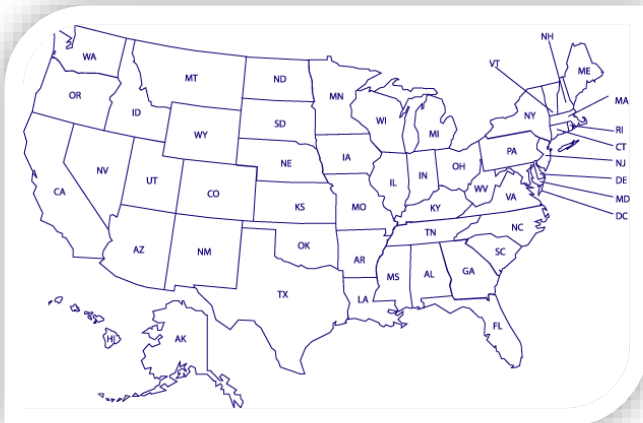 NH
VT
WA
ME
MT
ND
MN
OR
MA
ID
SD
WI
NY
WY
MI
RI
CT
PA
IA
NE
NJ
OH
NV
IL
IN
UT
DE
CO
WV
CA
VA
MD
KS
MO
KY
DC
NC
TN
OK
AZ
NM
SC
AR
GA
MS
AL
TX
LA
FL
HI
AK